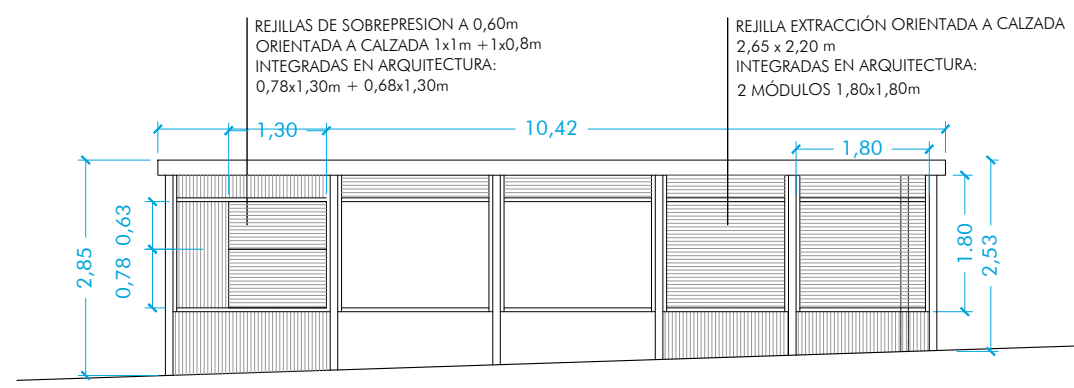 REJILLAS DE SOBREPRESION A 0,60m
ORIENTADA A CALZADA 1x1m +1x0,8m
INTEGRADAS EN ARQUITECTURA:
0,78x1,30m + 0,68x1,30m
REJILLA EXTRACCIÓN ORIENTADA A CALZADA
2,65 x 2,20 m
INTEGRADAS EN ARQUITECTURA:
2 MÓDULOS 1,80x1,80m
1,30
10,42
1,80
2,85
0,63
0,78
1.80
2,53